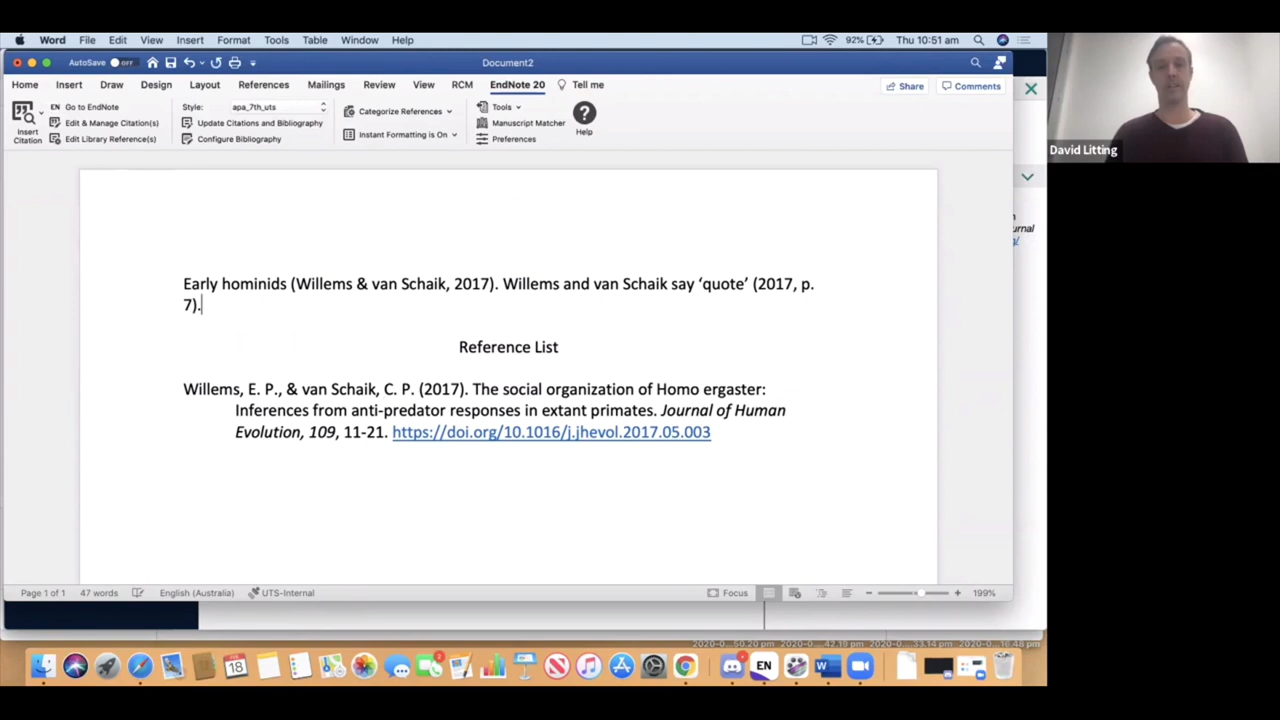 Word File Edit View Insert Format Tools Table Window Help 92% Thu 10:51 am
AutoSave OFF Document2
Home Insert Draw Design Layout References Mailings Review View RCM EndNote 20 Tell me Share Comments
EN Go to EndNote Style: apa_7th_uts Categorize References Tools
Insert Citation Edit & Manage Citation(s) Update Citations and Bibliography Manuscript Matcher Help
Edit Library Reference(s) Configure Bibliography Instant Formatting is On Preferences
David Litting
Early hominids (Willems & van Schaik, 2017). Willems and van Schaik say ‘quote’ (2017, p.
7).
Reference List
Willems, E. P., & van Schaik, C. P. (2017). The social organization of Homo ergaster:
Inferences from anti-predator responses in extant primates. Journal of Human
Evolution, 109, 11-21. https://doi.org/10.1016/j.jhevol.2017.05.003
Page 1 of 1 47 words English (Australia) UTS-Internal Focus 199%
FEB
18 EN W